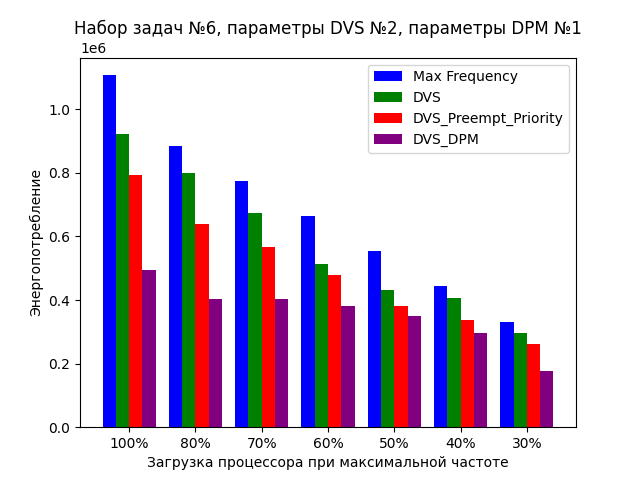 Набор задач №6, параметры DVS №2, параметры DPM №1
1e6
Max Frequency
DVS
DVS_Preempt_Priority
DVS_DPM
Энергопотребление
1.0
0.8
0.6
0.4
0.2
0.0
100% 80% 70% 60% 50% 40% 30%
Загрузка процессора при максимальной частоте